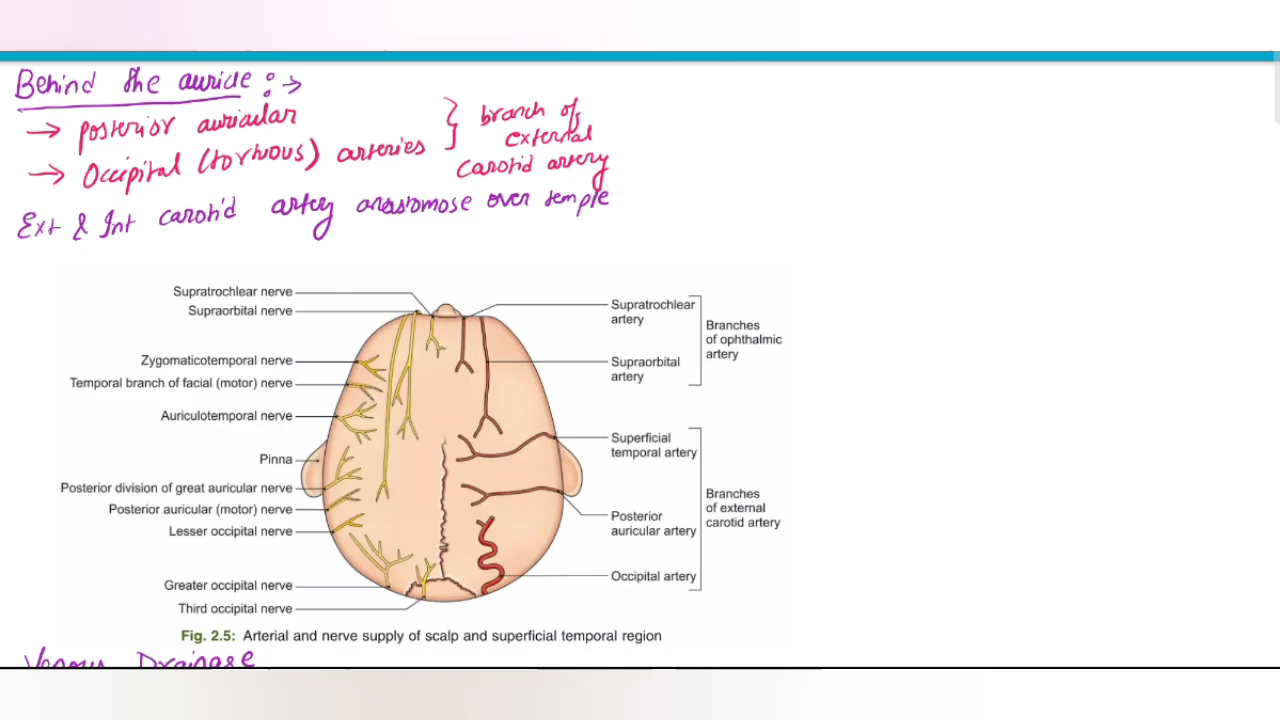 Behind the auricle :→
→ posterior auricular
→ Occipital (tortuous) arteries
} branch of
external
carotid artery
Ext & Int carotid artery anastomose over temple
Supratrochlear nerve
Supraorbital nerve
Zygomaticotemporal nerve
Temporal branch of facial (motor) nerve
Auriculotemporal nerve
Pinna
Posterior division of great auricular nerve
Posterior auricular (motor) nerve
Lesser occipital nerve
Greater occipital nerve
Third occipital nerve
Supratrochlear
artery
Supraorbital
artery
Branches
of ophthalmic
artery
Superficial
temporal artery
Posterior
auricular artery
Occipital artery
Branches
of external
carotid artery
Fig. 2.5: Arterial and nerve supply of scalp and superficial temporal region
Venous Drainage